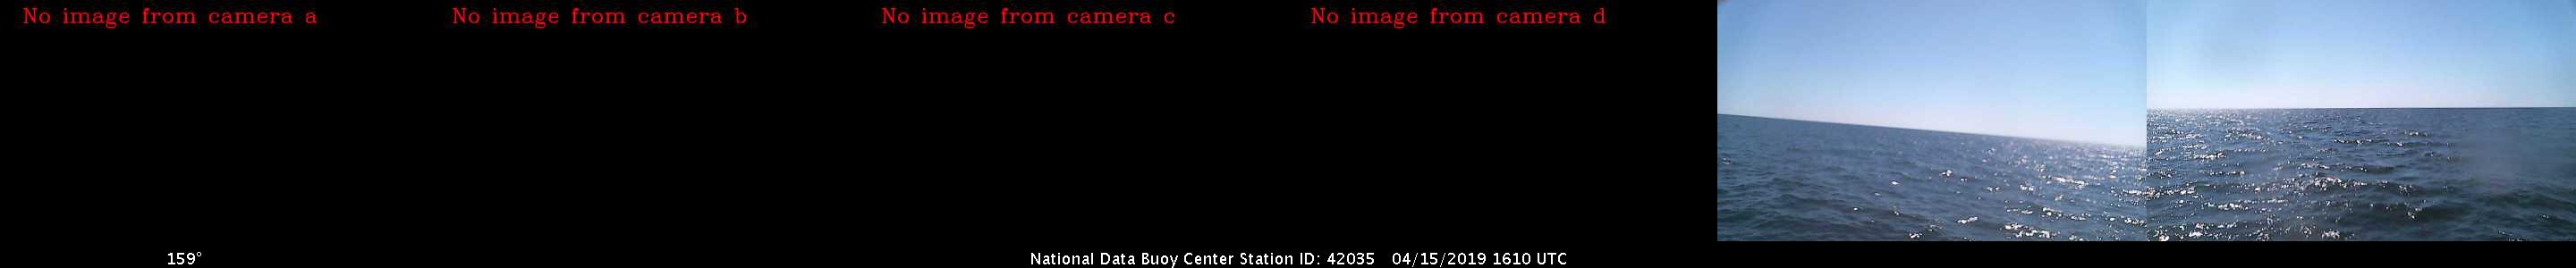 No image from camera a
No image from camera b
No image from camera c
No image from camera d
159°
National Data Buoy Center Station ID: 42035 04/15/2019 1610 UTC